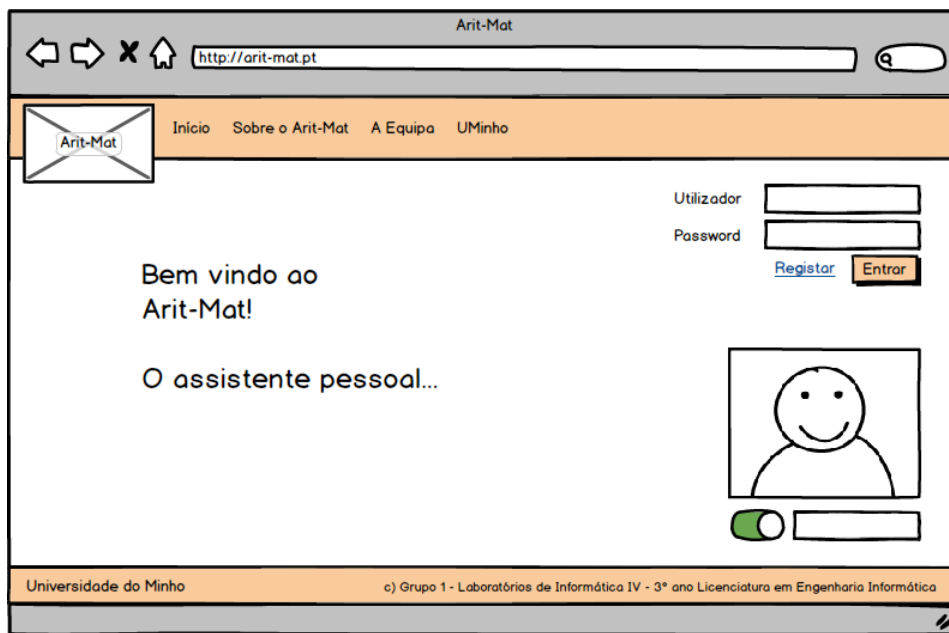 Arit-Mat
http://arit-mat.pt
Arit-Mat
Início Sobre o Arit-Mat A Equipa UMinho
Utilizador
Password
Registar Entrar
Bem vindo ao
Arit-Mat!
O assistente pessoal...
Universidade do Minho c) Grupo 1 - Laboratórios de Informática IV - 3º ano Licenciatura em Engenharia Informática